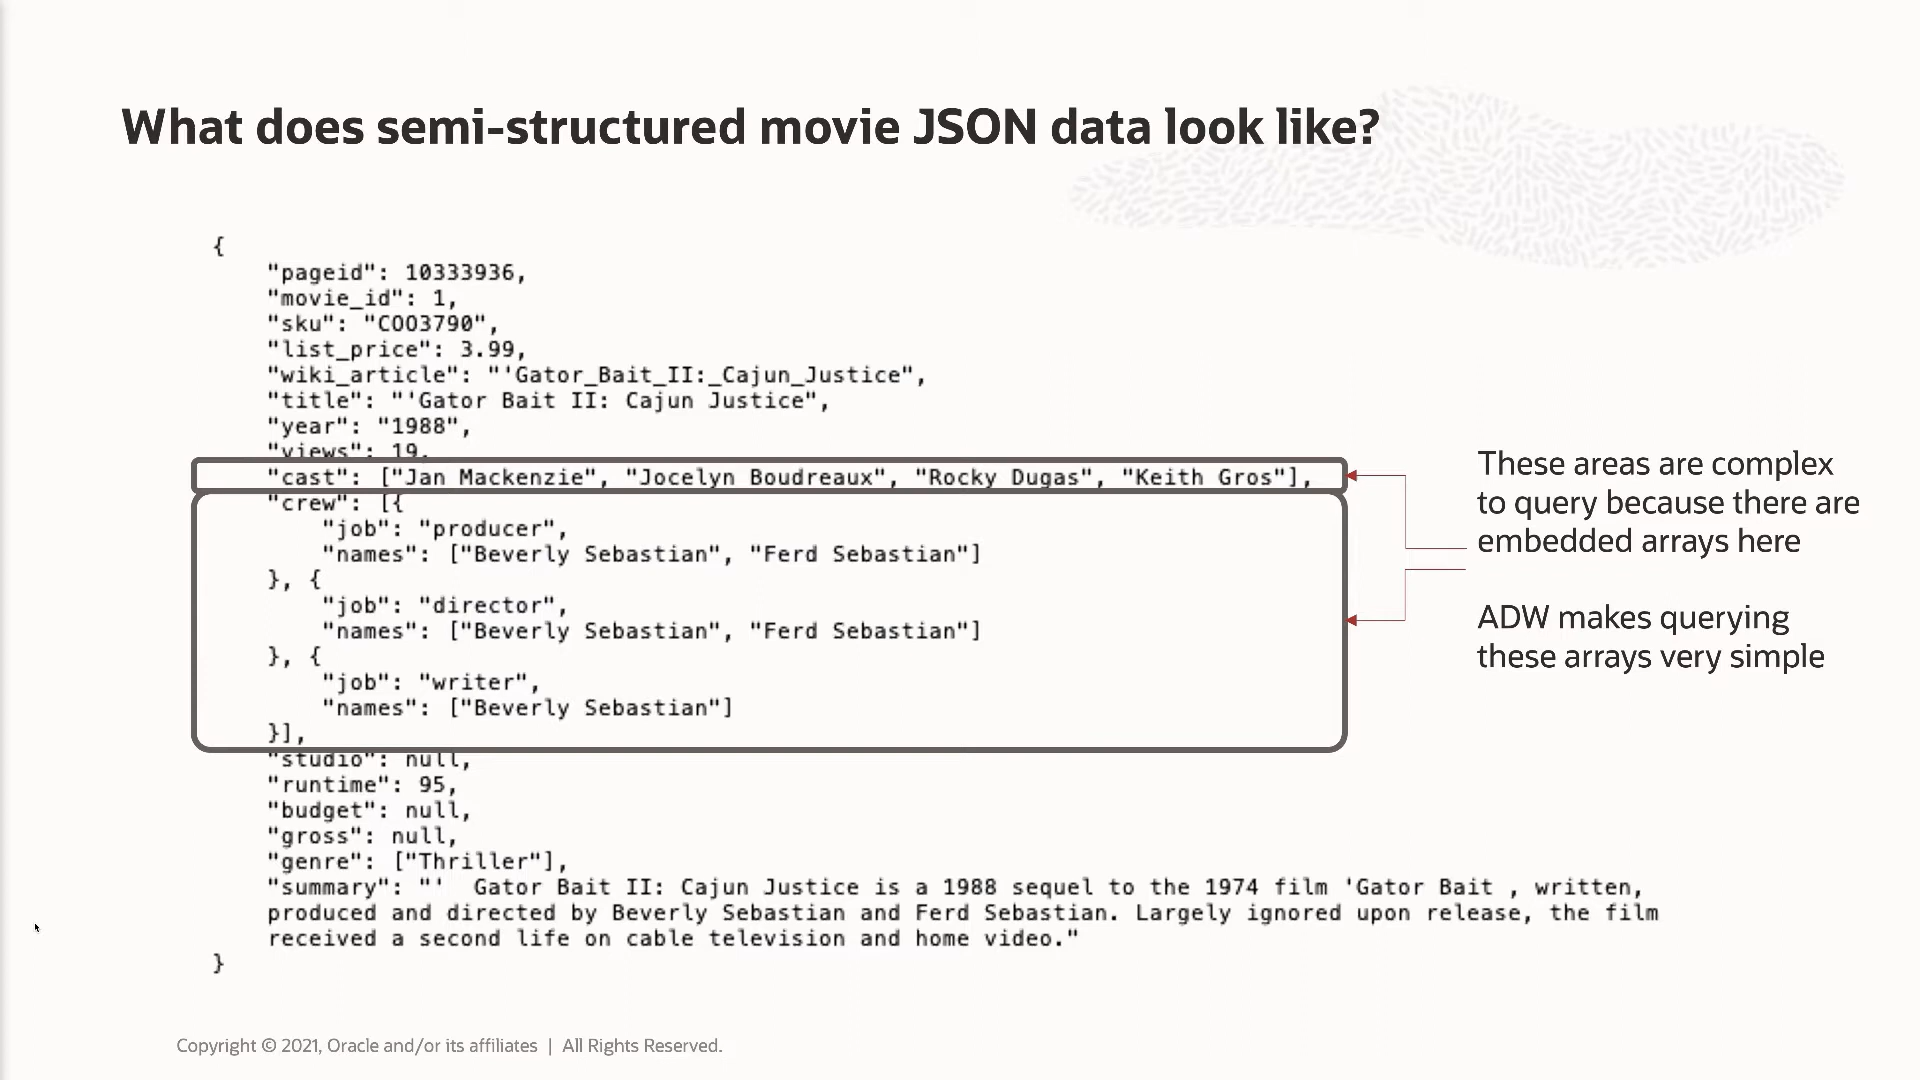 What does semi-structured movie JSON data look like?
{
"pageid": 10333936,
"movie_id": 1,
"sku": "COO3790",
"list_price": 3.99,
"wiki_article": "'Gator_Bait_II:_Cajun_Justice",
"title": "'Gator Bait II: Cajun Justice",
"year": "1988",
"views": 19,
"cast": ["Jan Mackenzie", "Jocelyn Boudreaux", "Rocky Dugas", "Keith Gros"],
"crew": [{
"job": "producer",
"names": ["Beverly Sebastian", "Ferd Sebastian"]
}, {
"job": "director",
"names": ["Beverly Sebastian", "Ferd Sebastian"]
}, {
"job": "writer",
"names": ["Beverly Sebastian"]
}],
"studio": null,
"runtime": 95,
"budget": null,
"gross": null,
"genre": ["Thriller"],
"summary": "'  Gator Bait II: Cajun Justice is a 1988 sequel to the 1974 film 'Gator Bait , written,
produced and directed by Beverly Sebastian and Ferd Sebastian. Largely ignored upon release, the film
received a second life on cable television and home video."
}
These areas are complex
to query because there are
embedded arrays here
ADW makes querying
these arrays very simple
Copyright © 2021, Oracle and/or its affiliates | All Rights Reserved.